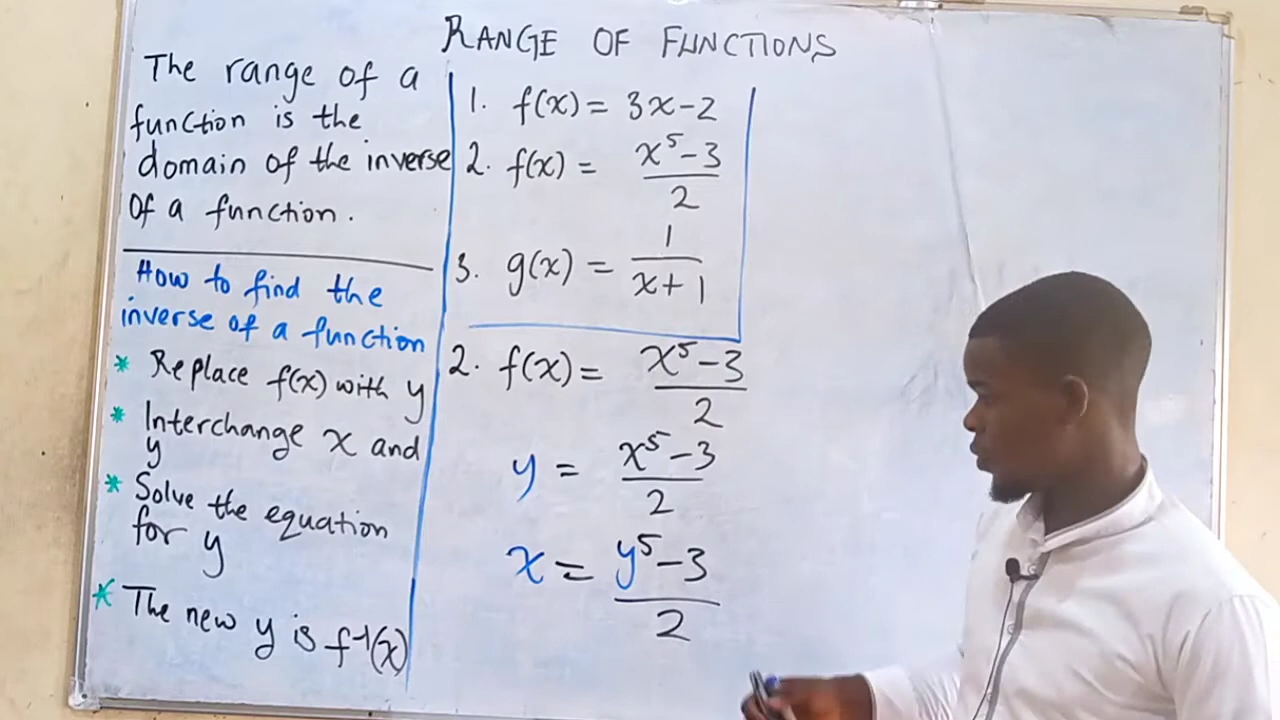 RANGE OF FUNCTIONS
The range of a
function is the
domain of the inverse
of a function.
How to find the
inverse of a function
* Replace f(x) with y
* Interchange x and
y
* Solve the equation
for y
* The new y is f⁻¹(x)
1. f(x) = 3x-2
2. f(x) = x⁵-3
2
3. g(x) = 1
x+1
2. f(x) = x⁵-3
2
y = x⁵-3
2
x = y⁵-3
2